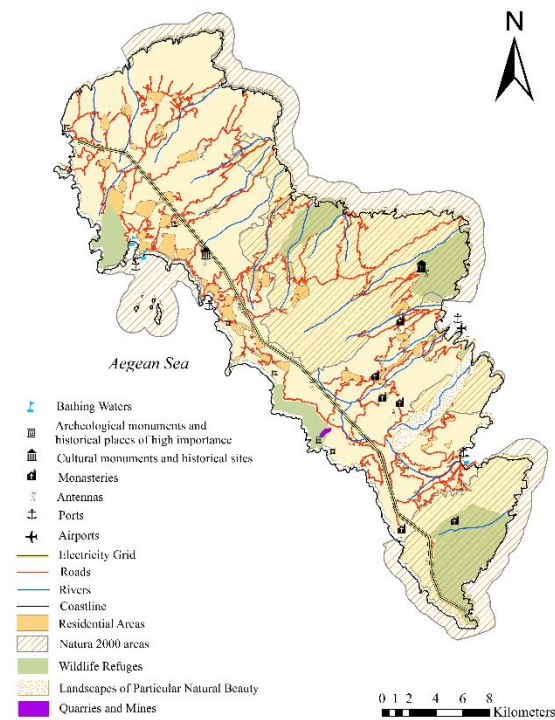 N
Aegean Sea
Bathing Waters
Archeological monuments and
historical places of high importance
Cultural monuments and historical sites
Monasteries
Antennas
Ports
Airports
Electricity Grid
Roads
Rivers
Coastline
Residential Areas
Natura 2000 areas
Wildlife Refuges
Landscapes of Particular Natural Beauty
Quarries and Mines
0 1 2 4 6 8
Kilometers